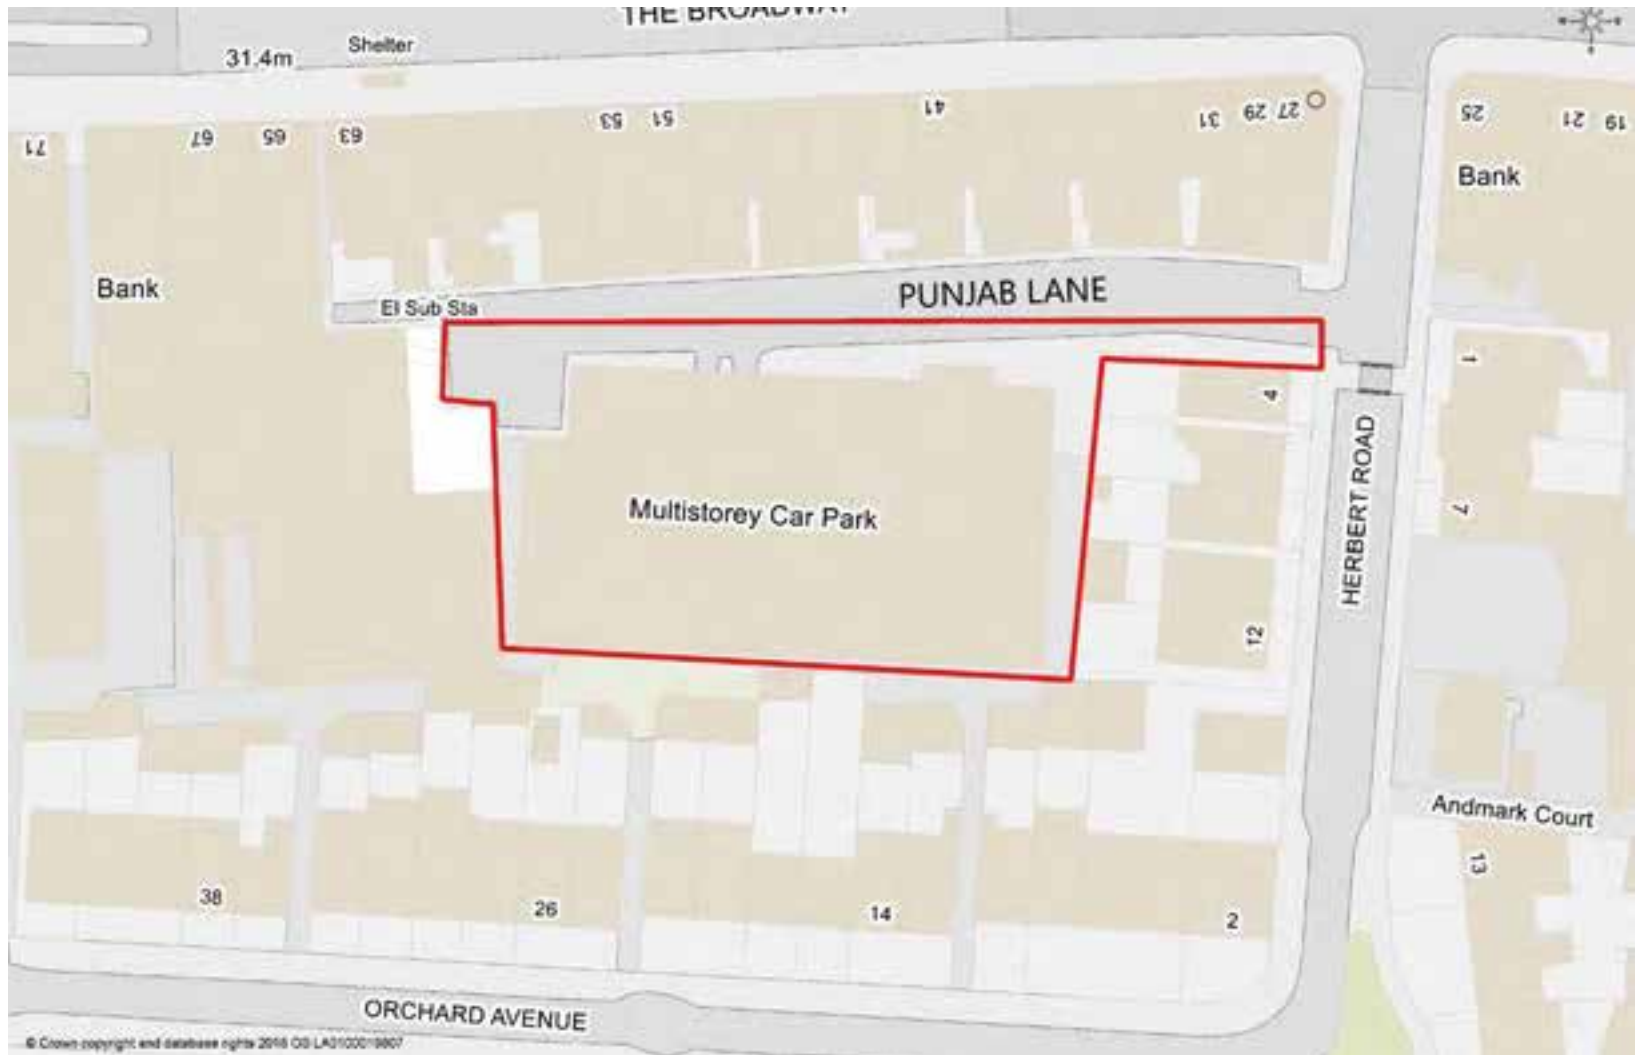 THE BROADWAY
31.4m
Shelter
71
67
65
63
53
51
41
31
29
27
25
21
19
Bank
Bank
El Sub Sta
PUNJAB LANE
1
4
7
HERBERT ROAD
Multistorey Car Park
12
Andmark Court
13
38
26
14
2
ORCHARD AVENUE
© Crown copyright and database rights 2016 OS LA0100019807